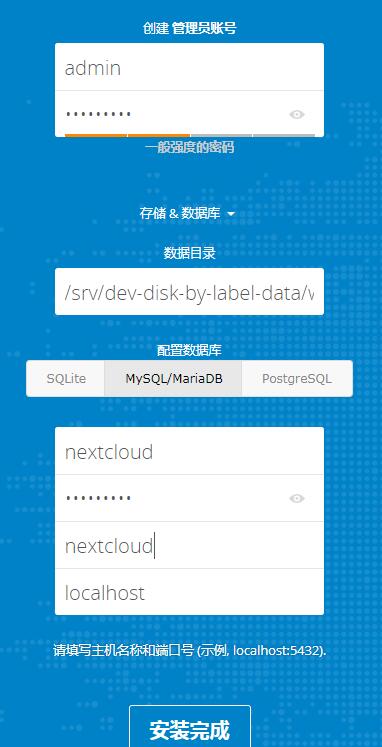 创建 管理员账号
admin
•••••••••
一般强度的密码
存储 & 数据库
数据目录
/srv/dev-disk-by-label-data/v
配置数据库
SQLite MySQL/MariaDB PostgreSQL
nextcloud
•••••••••
nextcloud
localhost
请填写主机名称和端口号 (示例, localhost:5432).
安装完成